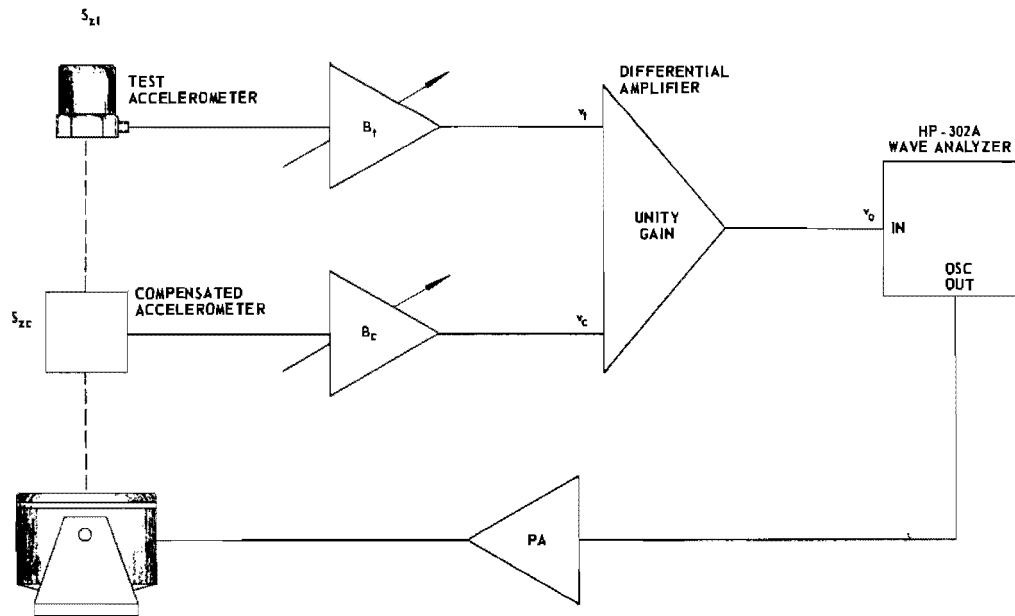 S_zt
TEST
ACCELEROMETER
B_t
v_t
DIFFERENTIAL
AMPLIFIER
UNITY
GAIN
HP-302A
WAVE ANALYZER
v_o
IN
OSC
OUT
COMPENSATED
ACCELEROMETER
S_zc
B_c
v_c
PA